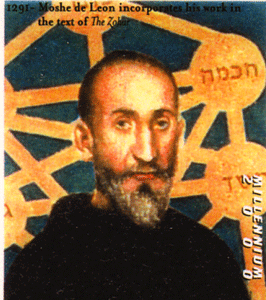 1291- Moshe de Leon incorporates his work in
the text of The Zohar
חכמה
MILLENNIUM
2000